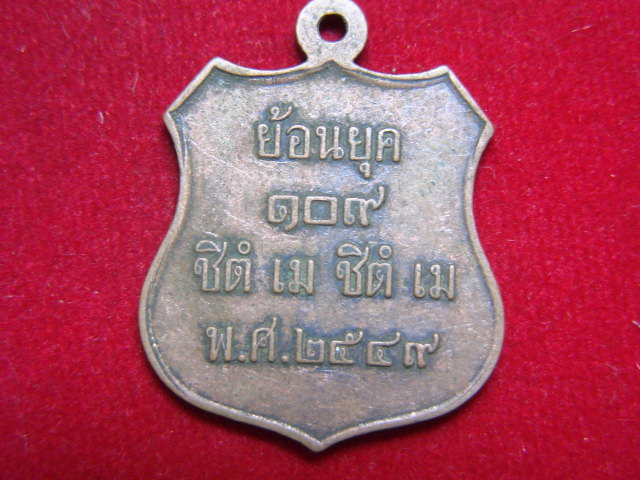 ย้อนยุค
๑๐๙
ชิตํ เม ชิตํ เม
พ.ศ.๒๕๔๙